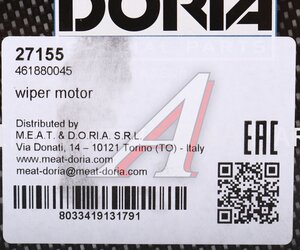 DORIA
27155
461880045
wiper motor
Distributed by
M.E.A.T. & D.O.R.I.A. S.R.L.
Via Donati, 14 – 10121 Torino (TO) - Italy
www.meat-doria.com
meat-doria@meat-doria.com
EAC
8033419131791